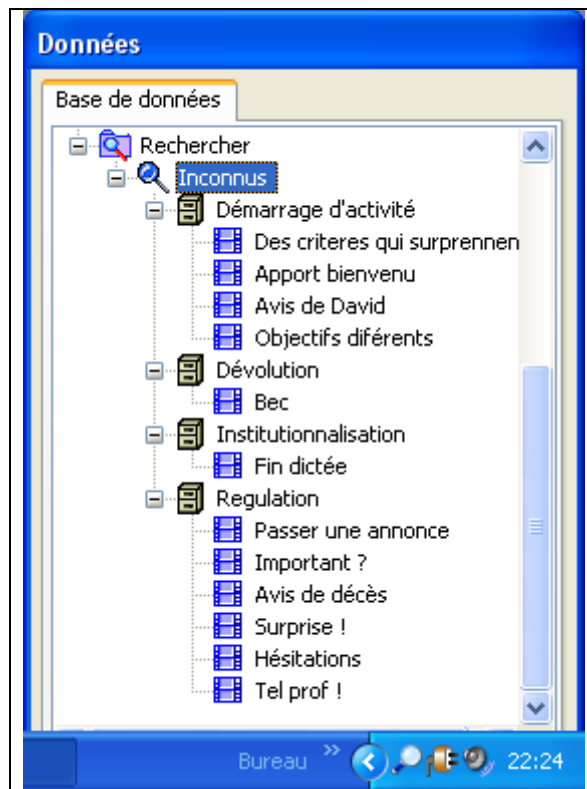 Données
Base de données
Rechercher
Inconnus
Démarrage d'activité
Des criteres qui surprennen
Apport bienvenu
Avis de David
Objectifs diférents
Dévolution
Bec
Institutionnalisation
Fin dictée
Regulation
Passer une annonce
Important ?
Avis de décès
Surprise !
Hésitations
Tel prof !
Bureau » 22:24